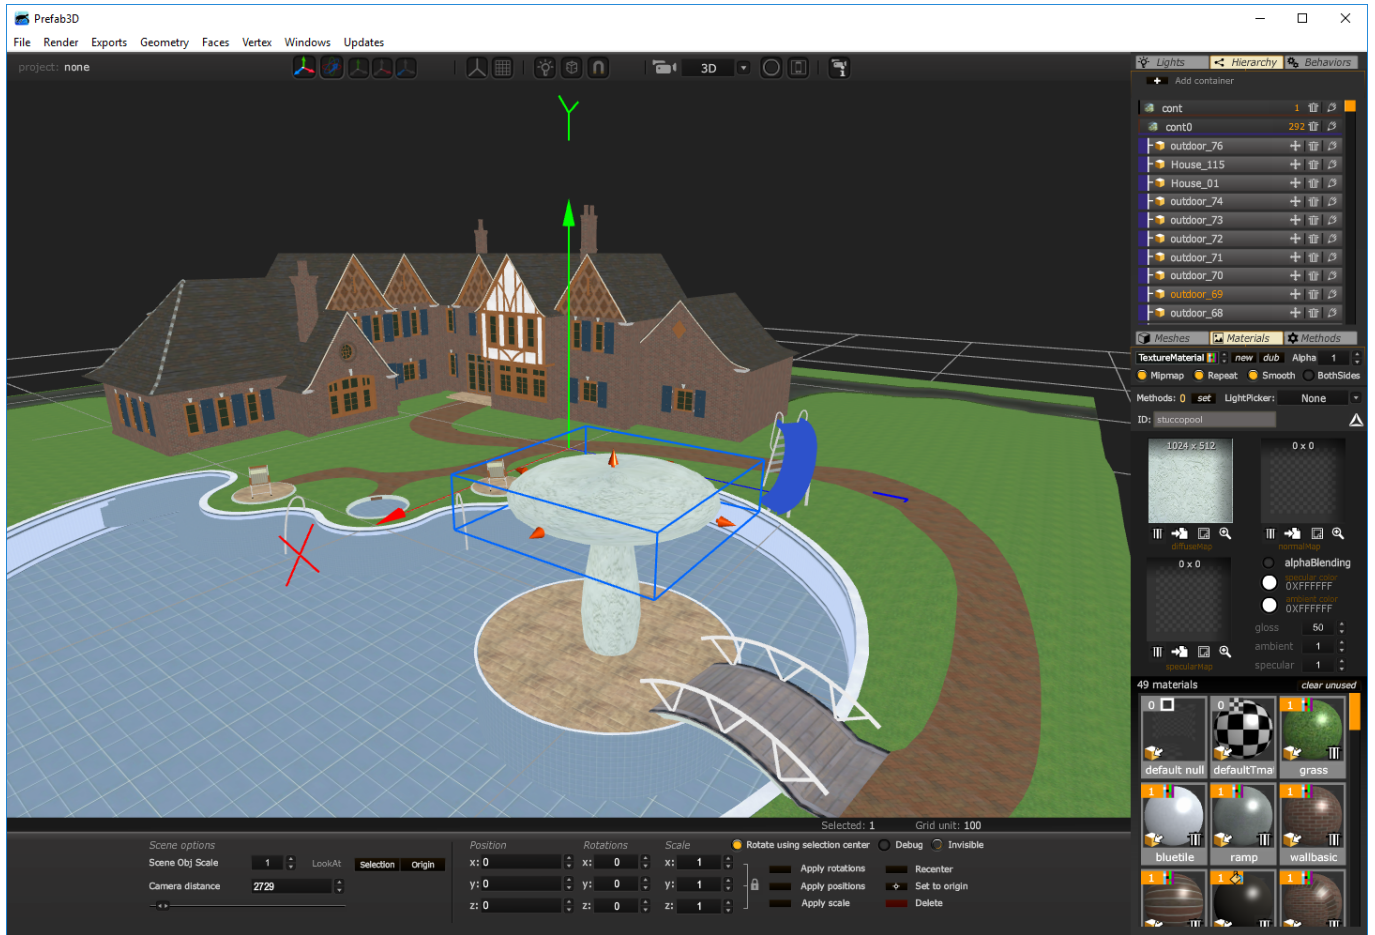 Prefab3D
File Render Exports Geometry Faces Vertex Windows Updates
project: none
3D
Lights Hierarchy Behaviors
Add container
cont 1
cont0 292
outdoor_76
House_115
House_01
outdoor_74
outdoor_73
outdoor_72
outdoor_71
outdoor_70
outdoor_69
outdoor_68
Meshes Materials Methods
TextureMaterial new dub Alpha 1
Mipmap Repeat Smooth BothSides
Methods: 0 set LightPicker: None
ID: stuccopool
1024 x 512 0 x 0
diffuseMap normalMap
0 x 0 alphaBlending
specular color
0XFFFFFF
ambient color
0XFFFFFF
gloss 50
ambient 1
specularMap specular 1
49 materials clear unused
0 0 1
default null defaultTmat grass
1 1 1
bluetile ramp wallbasic
1 1 1
Y
Selected: 1 Grid unit: 100
Scene options Position Rotations Scale Rotate using selection center Debug Invisible
Scene Obj Scale 1 LookAt Selection Origin x: 0 x: 0 x: 1 Apply rotations Recenter
Camera distance 2729 y: 0 y: 0 y: 1 Apply positions Set to origin
z: 0 z: 0 z: 1 Apply scale Delete